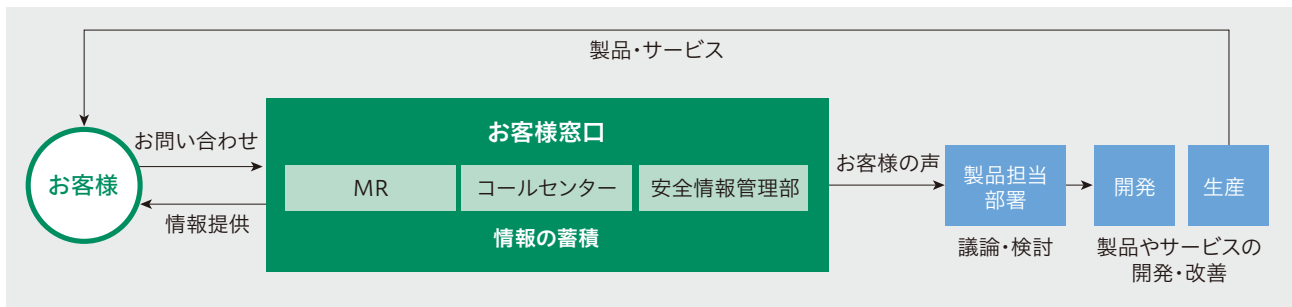 製品・サービス
お客様
お問い合わせ
情報提供
お客様窓口
MR
コールセンター
安全情報管理部
情報の蓄積
お客様の声
製品担当
部署
議論・検討
開発
生産
製品やサービスの
開発・改善